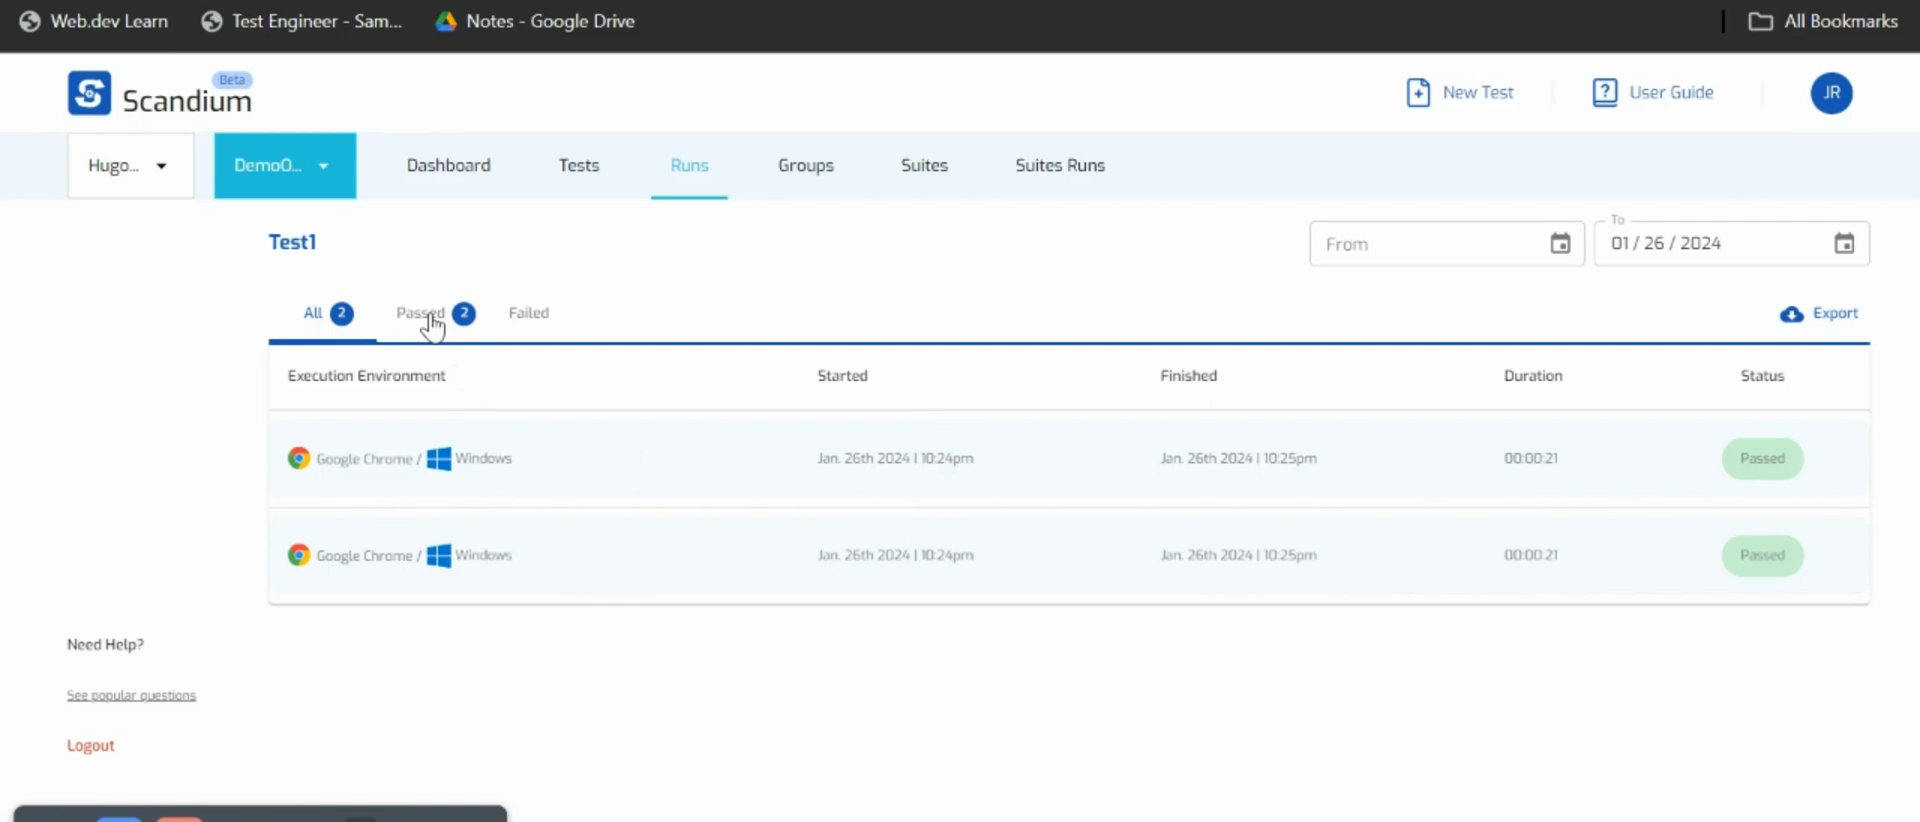 Web.dev Learn Test Engineer - Sam... Notes - Google Drive All Bookmarks
Scandium Beta New Test User Guide JR
Hugo... DemoO... Dashboard Tests Runs Groups Suites Suites Runs
Test1 From To 01 / 26 / 2024
All 2 Passed 2 Failed Export
Execution Environment Started Finished Duration Status
Google Chrome / Windows Jan. 26th 2024 | 10:24pm Jan. 26th 2024 | 10:25pm 00:00:21 Passed
Google Chrome / Windows Jan. 26th 2024 | 10:24pm Jan. 26th 2024 | 10:25pm 00:00:21 Passed
Need Help?
See popular questions
Logout